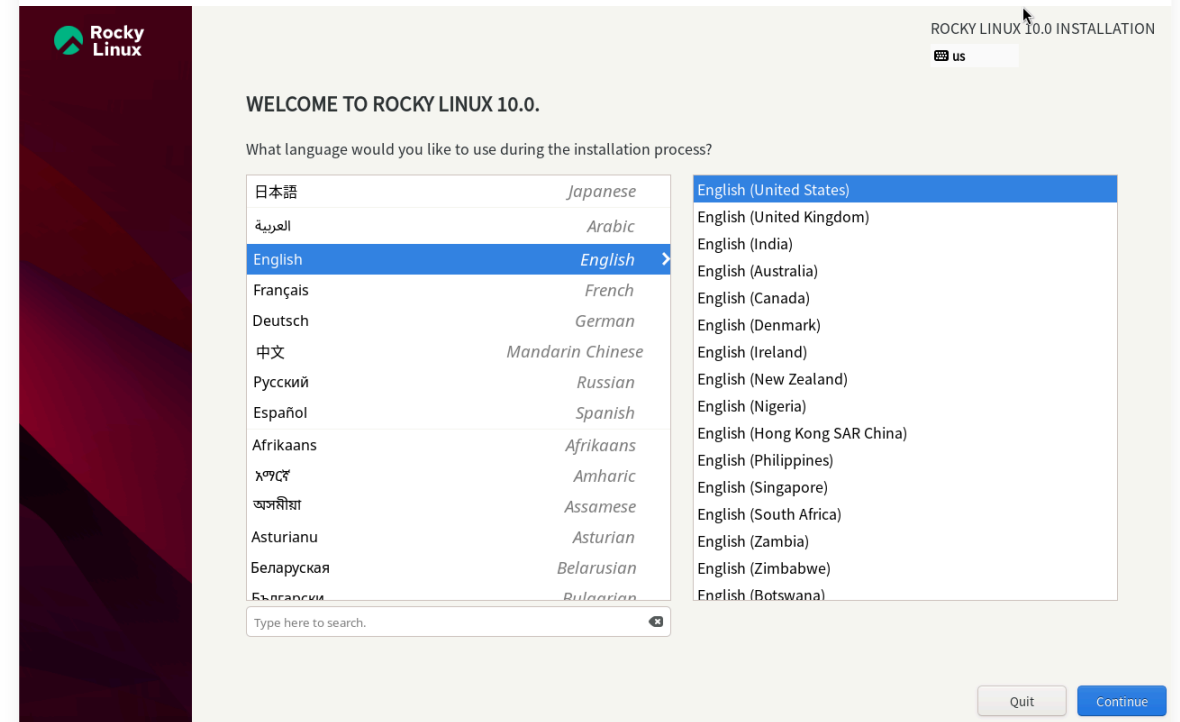 Rocky
Linux
ROCKY LINUX 10.0 INSTALLATION
us
WELCOME TO ROCKY LINUX 10.0.
What language would you like to use during the installation process?
日本語 Japanese
العربية Arabic
English English
Français French
Deutsch German
中文 Mandarin Chinese
Русский Russian
Español Spanish
Afrikaans Afrikaans
አማርኛ Amharic
অসমীয়া Assamese
Asturianu Asturian
Беларуская Belarusian
Български Bulgarian
Type here to search.
English (United States)
English (United Kingdom)
English (India)
English (Australia)
English (Canada)
English (Denmark)
English (Ireland)
English (New Zealand)
English (Nigeria)
English (Hong Kong SAR China)
English (Philippines)
English (Singapore)
English (South Africa)
English (Zambia)
English (Zimbabwe)
English (Botswana)
Quit
Continue